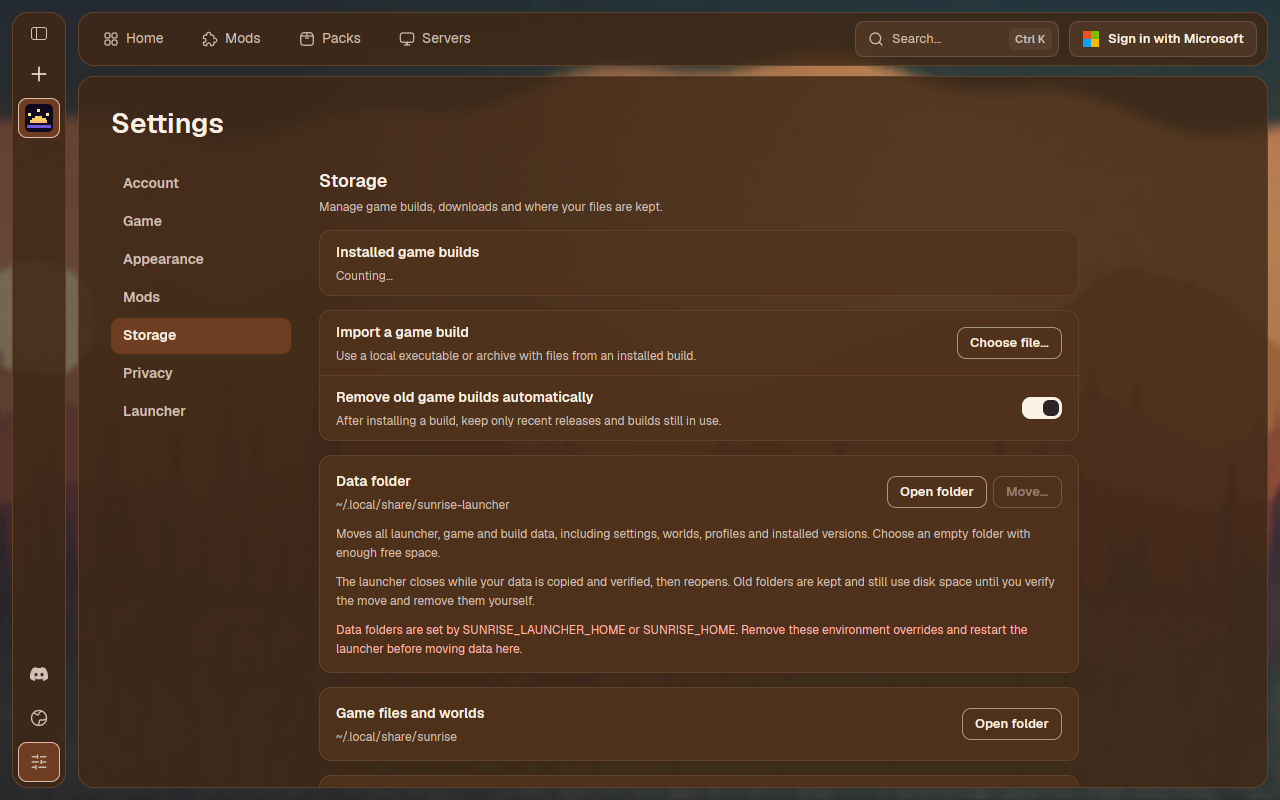 Home
Mods
Packs
Servers
Search...
Ctrl K
Sign in with Microsoft
Settings
Account
Game
Appearance
Mods
Storage
Privacy
Launcher
Storage
Manage game builds, downloads and where your files are kept.
Installed game builds
Counting...
Import a game build
Use a local executable or archive with files from an installed build.
Choose file...
Remove old game builds automatically
After installing a build, keep only recent releases and builds still in use.
Data folder
~/.local/share/sunrise-launcher
Open folder
Move...
Moves all launcher, game and build data, including settings, worlds, profiles and installed versions. Choose an empty folder with
enough free space.
The launcher closes while your data is copied and verified, then reopens. Old folders are kept and still use disk space until you verify
the move and remove them yourself.
Data folders are set by SUNRISE_LAUNCHER_HOME or SUNRISE_HOME. Remove these environment overrides and restart the
launcher before moving data here.
Game files and worlds
~/.local/share/sunrise
Open folder